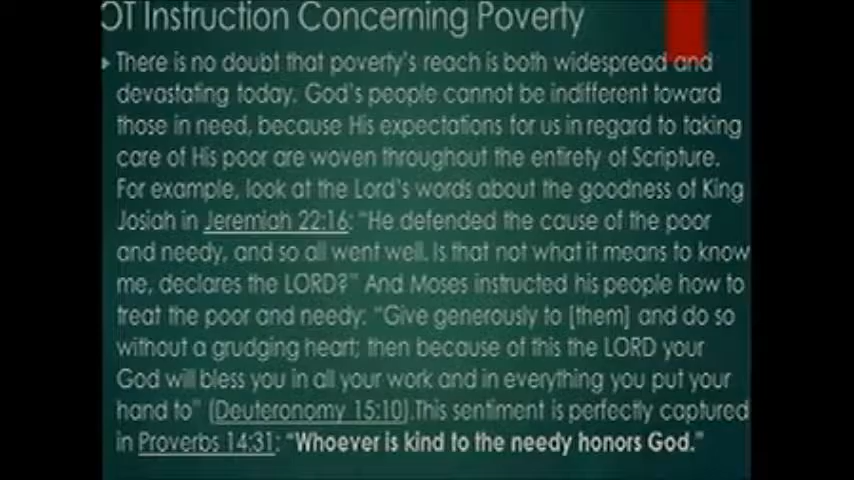 OT Instruction Concerning Poverty
There is no doubt that poverty's reach is both widespread and
devastating today. God's people cannot be indifferent toward
those in need, because His expectations for us in regard to taking
care of His poor are woven throughout the entirety of Scripture.
For example, look at the Lord's words about the goodness of King
Josiah in Jeremiah 22:16: "He defended the cause of the poor
and needy, and so all went well. Is that not what it means to know
me, declares the LORD?" And Moses instructed his people how to
treat the poor and needy: "Give generously to [them] and do so
without a grudging heart; then because of this the LORD your
God will bless you in all your work and in everything you put your
hand to" (Deuteronomy 15:10).This sentiment is perfectly captured
in Proverbs 14:31: "Whoever is kind to the needy honors God."